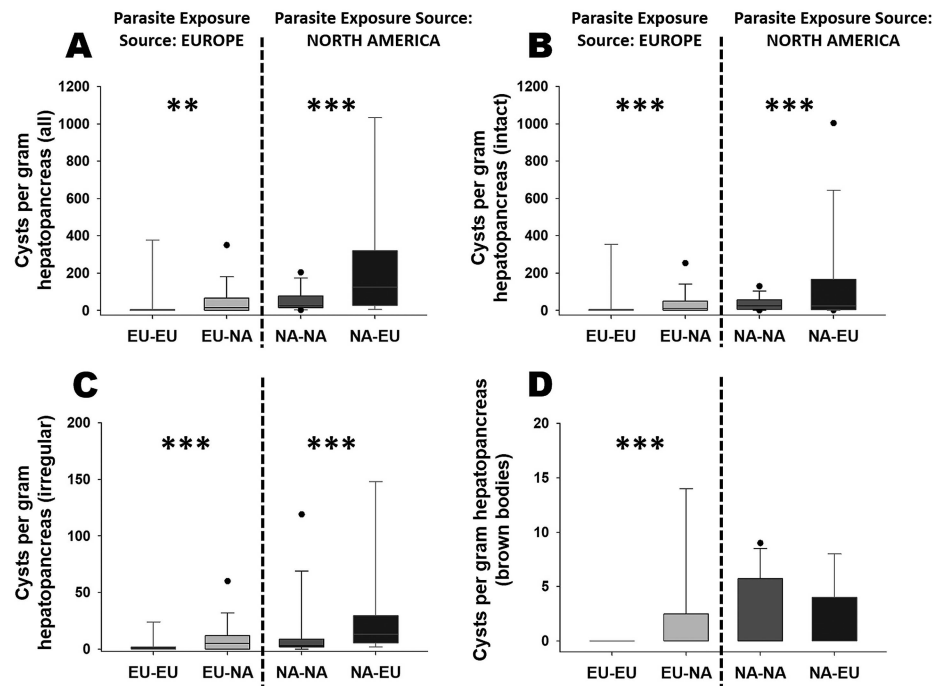 Parasite Exposure
Source: EUROPE
Parasite Exposure Source:
NORTH AMERICA
Parasite Exposure
Source: EUROPE
Parasite Exposure Source:
NORTH AMERICA
A
Cysts per gram
hepatopancreas (all)
1200
1000
800
600
400
200
0
**
***
EU-EU
EU-NA
NA-NA
NA-EU
B
Cysts per gram
hepatopancreas (intact)
1200
1000
800
600
400
200
0
***
***
EU-EU
EU-NA
NA-NA
NA-EU
C
Cysts per gram
hepatopancreas (irregular)
200
150
100
50
0
***
***
EU-EU
EU-NA
NA-NA
NA-EU
D
Cysts per gram hepatopancreas
(brown bodies)
20
15
10
5
0
***
EU-EU
EU-NA
NA-NA
NA-EU